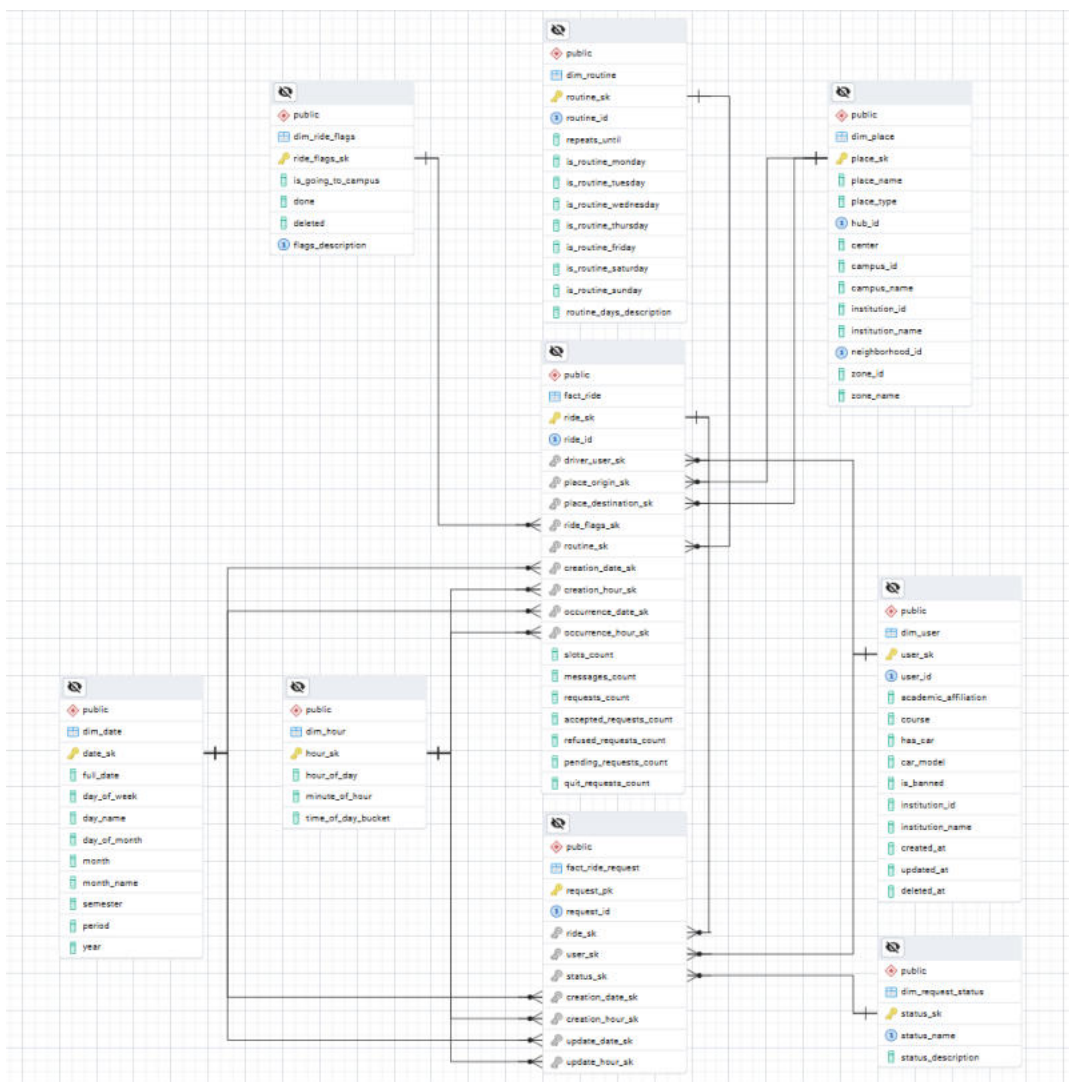 public
dim_routine
routine_sk
routine_id
repeats_until
is_routine_monday
is_routine_tuesday
is_routine_wednesday
is_routine_thursday
is_routine_friday
is_routine_saturday
is_routine_sunday
routine_days_description
public
dim_ride_flags
ride_flags_sk
is_going_to_campus
done
deleted
flags_description
public
dim_place
place_sk
place_name
place_type
hub_id
center
campus_id
campus_name
institution_id
institution_name
neighborhood_id
zone_id
zone_name
public
fact_ride
ride_sk
ride_id
driver_user_sk
place_origin_sk
place_destination_sk
ride_flags_sk
routine_sk
creation_date_sk
creation_hour_sk
occurrence_date_sk
occurrence_hour_sk
slots_count
messages_count
requests_count
accepted_requests_count
refused_requests_count
pending_requests_count
quit_requests_count
public
dim_user
user_sk
user_id
academic_affiliation
course
has_car
car_model
is_banned
institution_id
institution_name
created_at
updated_at
deleted_at
public
dim_date
date_sk
full_date
day_of_week
day_name
day_of_month
month
month_name
semester
period
year
public
dim_hour
hour_sk
hour_of_day
minute_of_hour
time_of_day_bucket
public
fact_ride_request
request_pk
request_id
ride_sk
user_sk
status_sk
creation_date_sk
creation_hour_sk
update_date_sk
update_hour_sk
public
dim_request_status
status_sk
status_name
status_description